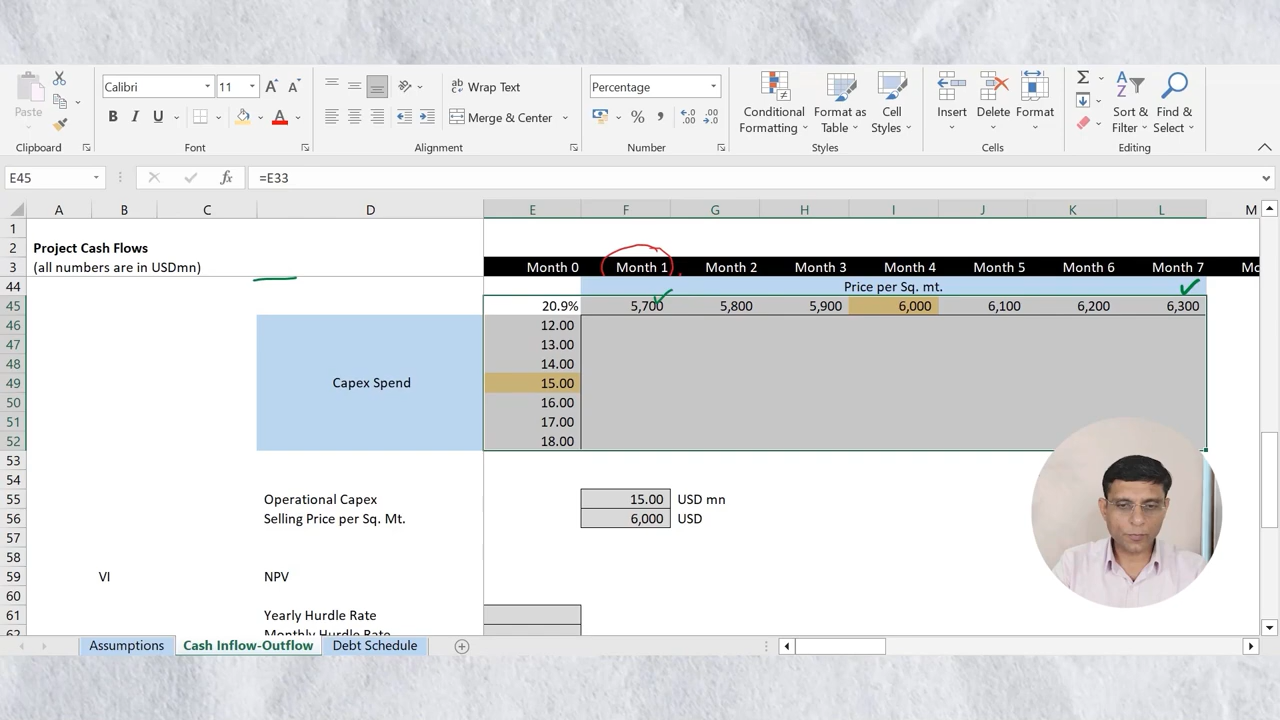 Calibri 11 Wrap Text Percentage Σ
Paste B I U A Merge & Center % , Conditional Formatting Format as Table Cell Styles Insert Delete Format Sort & Filter Find & Select
Clipboard Font Alignment Number Styles Cells Editing
E45 fx =E33
A B C D E F G H I J K L M
1
2 Project Cash Flows
3 (all numbers are in USDmn) Month 0 Month 1 Month 2 Month 3 Month 4 Month 5 Month 6 Month 7 Mo
44 Price per Sq. mt.
45 20.9% 5,700 5,800 5,900 6,000 6,100 6,200 6,300
46 12.00
47 13.00
48 14.00
49 Capex Spend 15.00
50 16.00
51 17.00
52 18.00
53
54
55 Operational Capex 15.00 USD mn
56 Selling Price per Sq. Mt. 6,000 USD
57
58
59 VI NPV
60
61 Yearly Hurdle Rate
62 Monthly Hurdle Rate
Assumptions Cash Inflow-Outflow Debt Schedule